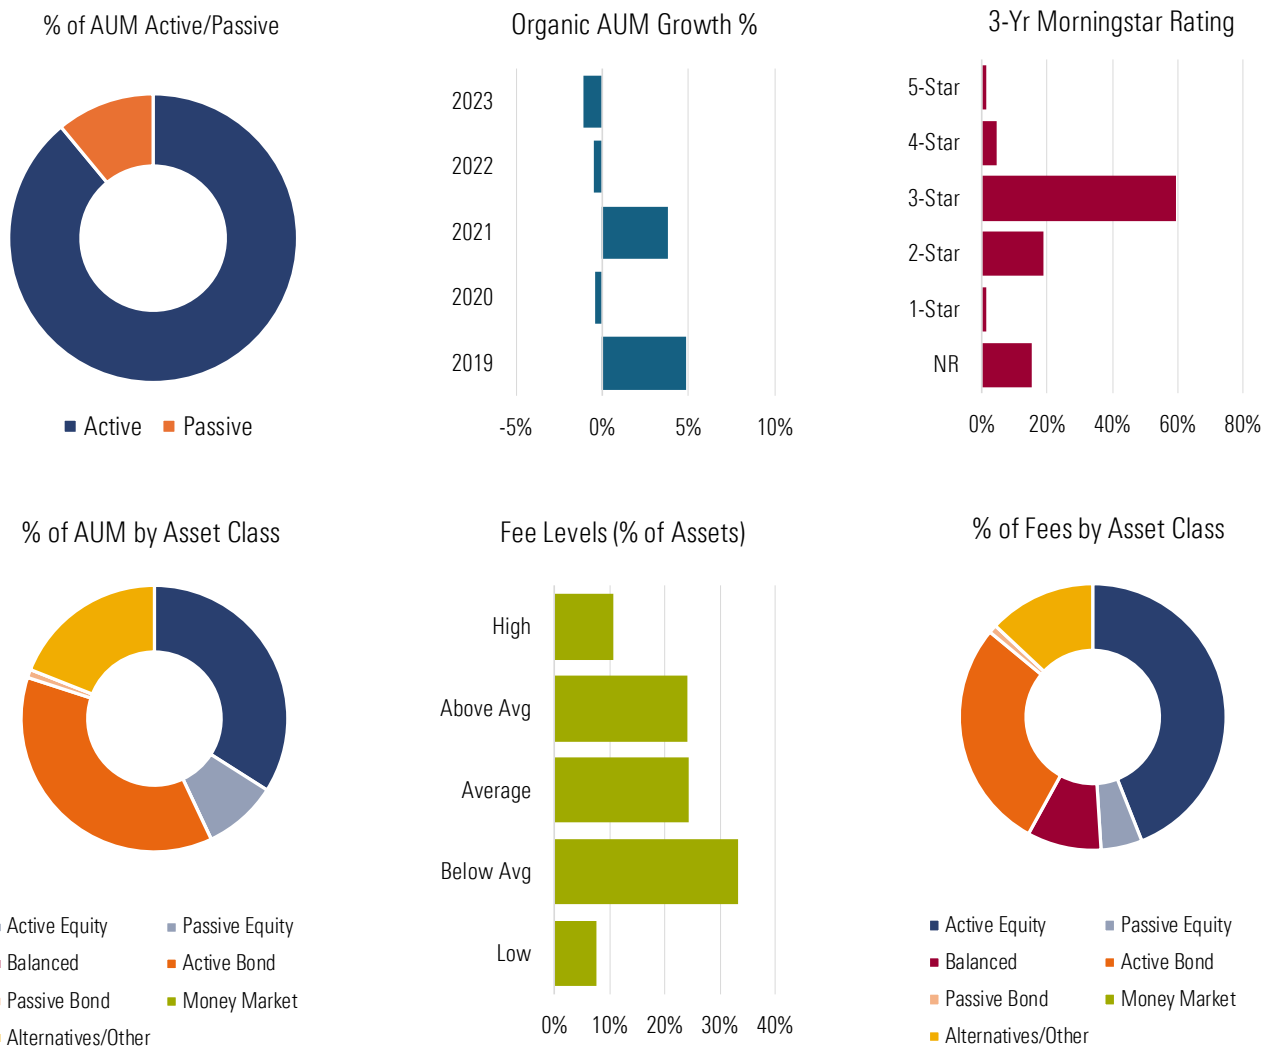 % of AUM Active/Passive
Active
Passive
Organic AUM Growth %
2023
2022
2021
2020
2019
-5% 0% 5% 10%
3-Yr Morningstar Rating
5-Star
4-Star
3-Star
2-Star
1-Star
NR
0% 20% 40% 60% 80%
% of AUM by Asset Class
Active Equity
Passive Equity
Balanced
Active Bond
Passive Bond
Money Market
Alternatives/Other
Fee Levels (% of Assets)
High
Above Avg
Average
Below Avg
Low
0% 10% 20% 30% 40%
% of Fees by Asset Class
Active Equity
Passive Equity
Balanced
Active Bond
Passive Bond
Money Market
Alternatives/Other